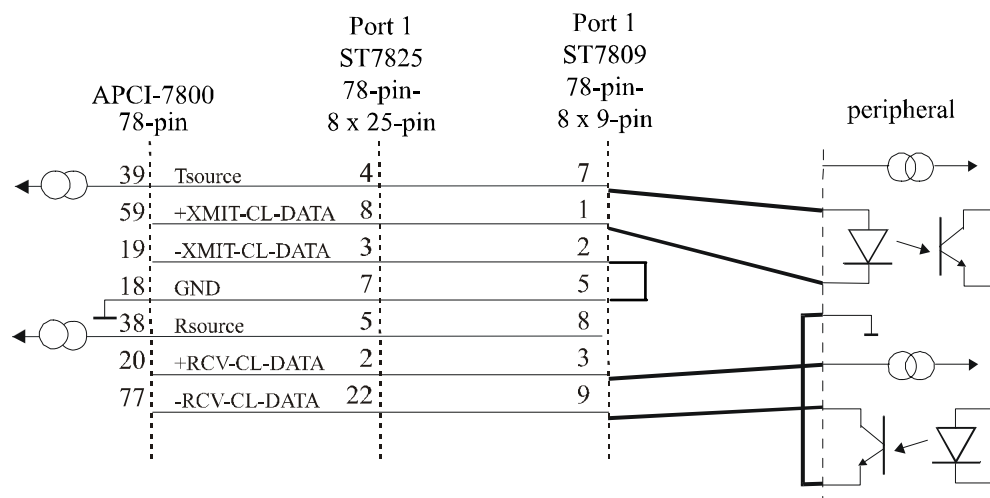 Port 1
ST7825
78-pin-
8 x 25-pin
Port 1
ST7809
78-pin-
8 x 9-pin
APCI-7800
78-pin
peripheral
39 Tsource 4 7
59 +XMIT-CL-DATA 8 1
19 -XMIT-CL-DATA 3 2
18 GND 7 5
38 Rsource 5 8
20 +RCV-CL-DATA 2 3
77 -RCV-CL-DATA 22 9